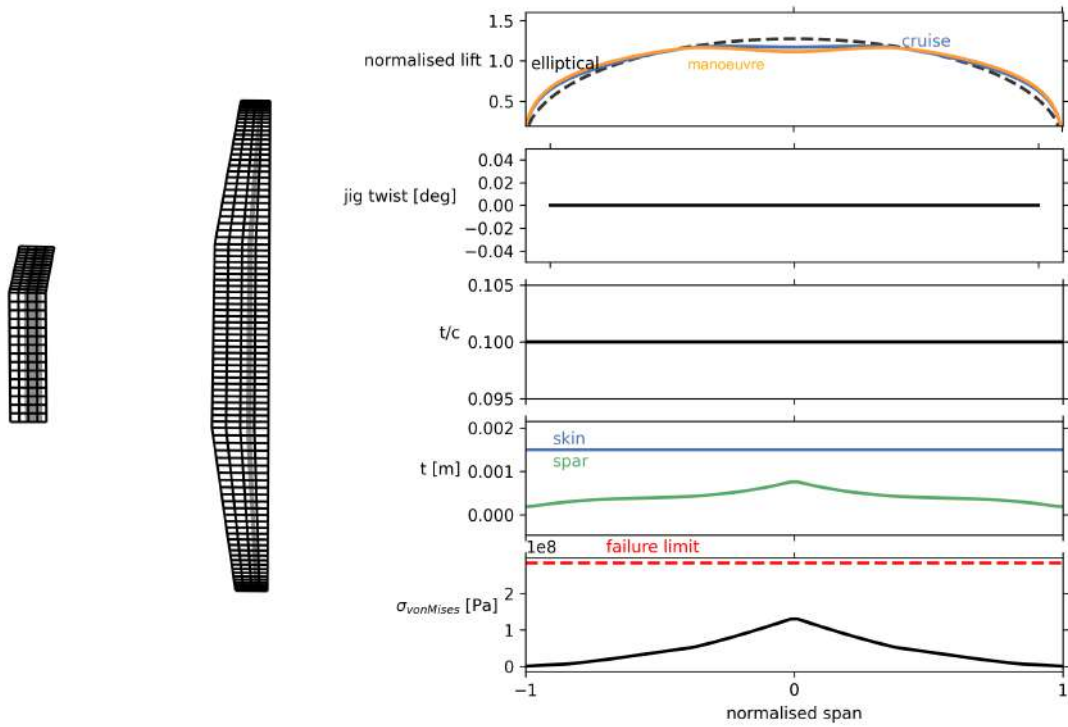 1.5
normalised lift
1.0
0.5
elliptical
cruise
manoeuvre
jig twist [deg]
0.04
0.02
0.00
−0.02
−0.04
t/c
0.105
0.100
0.095
t [m]
0.002
0.001
0.000
skin
spar
1e8
failure limit
σvonMises [Pa]
2
1
0
−1
0
1
normalised span